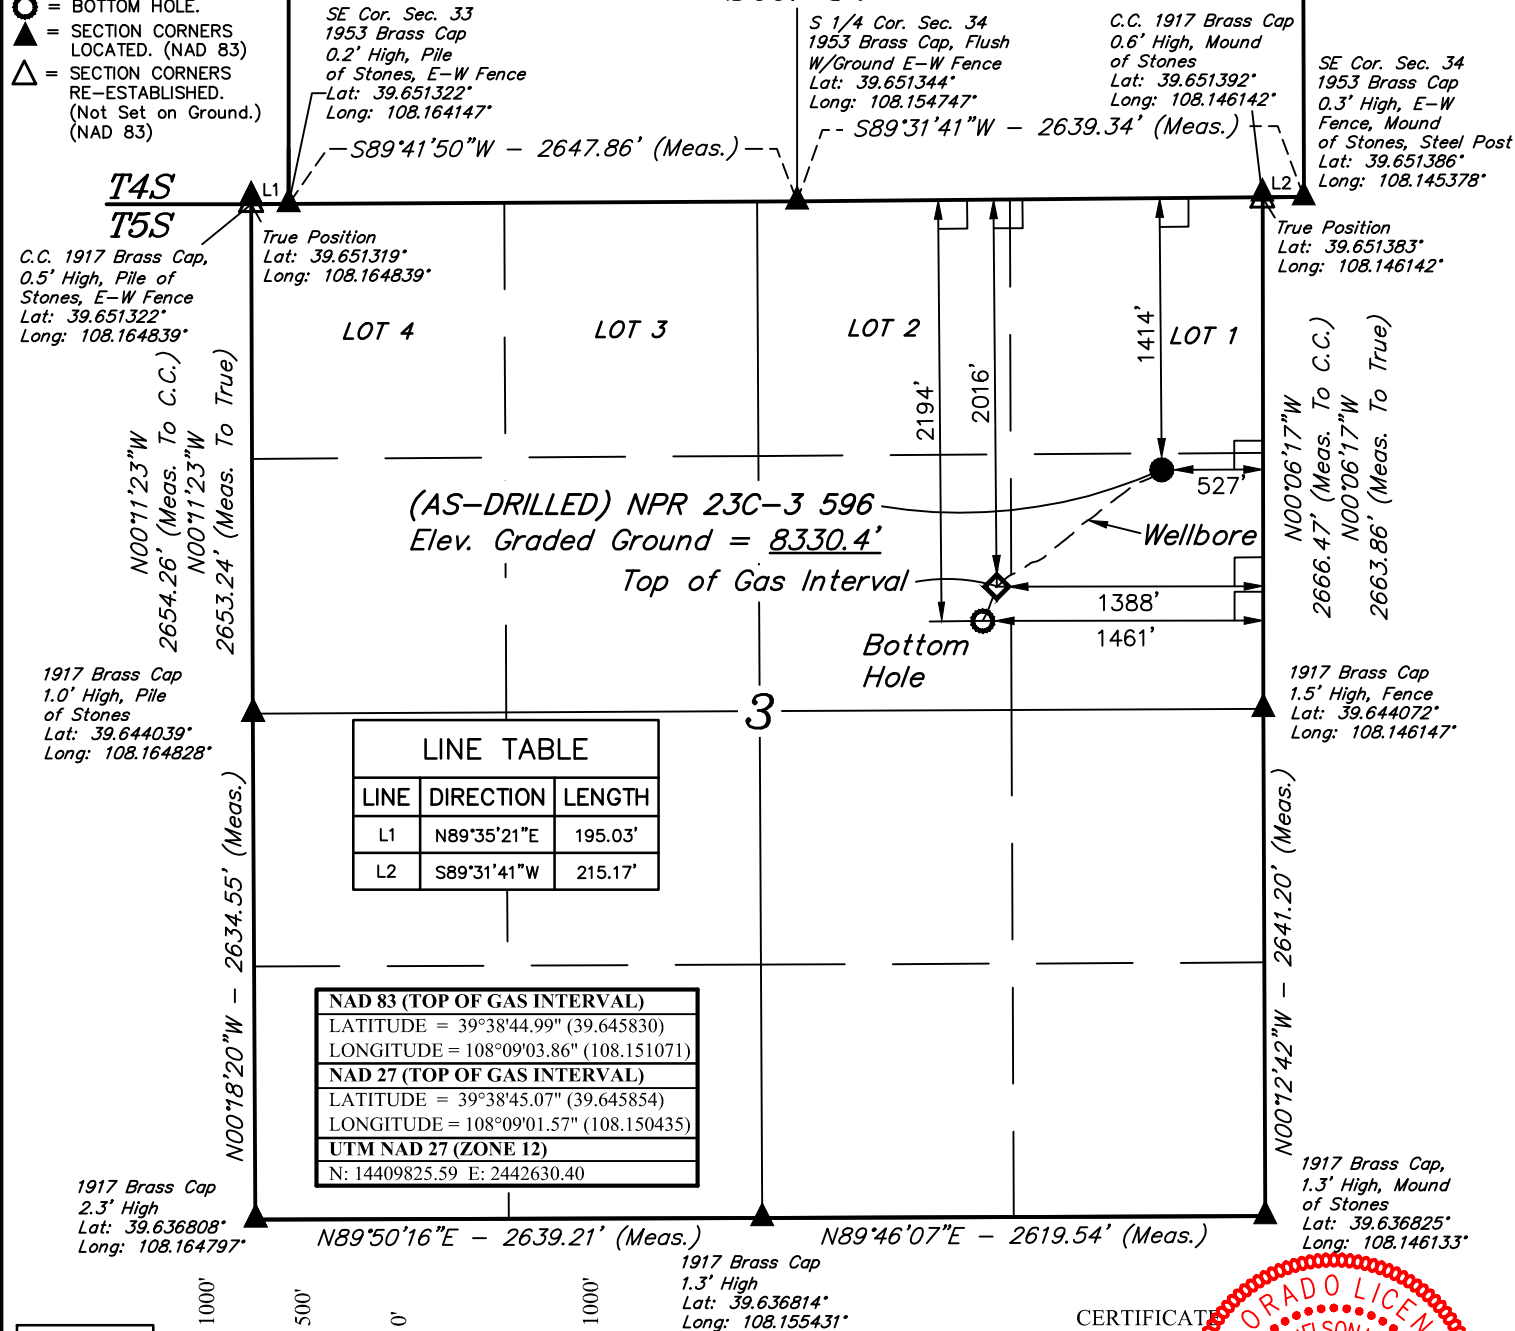 = BOTTOM HOLE.
= SECTION CORNERS
LOCATED. (NAD 83)
= SECTION CORNERS
RE-ESTABLISHED.
(Not Set on Ground.)
(NAD 83)
SE Cor. Sec. 33
1953 Brass Cap
0.2' High, Pile
of Stones, E-W Fence
Lat: 39.651322°
Long: 108.164147°
S 1/4 Cor. Sec. 34
1953 Brass Cap, Flush
W/Ground E-W Fence
Lat: 39.651344°
Long: 108.154747°
C.C. 1917 Brass Cap
0.6' High, Mound
of Stones
Lat: 39.651392°
Long: 108.146142°
SE Cor. Sec. 34
1953 Brass Cap
0.3' High, E-W
Fence, Mound
of Stones, Steel Post
Lat: 39.651386°
Long: 108.145378°
S89°41'50"W - 2647.86' (Meas.)
S89°31'41"W - 2639.34' (Meas.)
T4S
T5S
L1
L2
C.C. 1917 Brass Cap,
0.5' High, Pile of
Stones, E-W Fence
Lat: 39.651322°
Long: 108.164839°
True Position
Lat: 39.651319°
Long: 108.164839°
True Position
Lat: 39.651383°
Long: 108.146142°
LOT 4
LOT 3
LOT 2
LOT 1
2194'
2016'
1414'
527'
N00°11'23"W
2654.26' (Meas. To C.C.)
N00°11'23"W
2653.24' (Meas. To True)
N00°06'17"W
2666.47' (Meas. To C.C.)
N00°06'17"W
2663.86' (Meas. To True)
(AS-DRILLED) NPR 23C-3 596
Elev. Graded Ground = 8330.4'
Wellbore
Top of Gas Interval
1388'
1461'
Bottom
Hole
1917 Brass Cap
1.0' High, Pile
of Stones
Lat: 39.644039°
Long: 108.164828°
3
1917 Brass Cap
1.5' High, Fence
Lat: 39.644072°
Long: 108.146147°
LINE TABLE
LINE DIRECTION LENGTH
L1 N89°35'21"E 195.03'
L2 S89°31'41"W 215.17'
N00°18'20"W - 2634.55' (Meas.)
N00°12'42"W - 2641.20' (Meas.)
NAD 83 (TOP OF GAS INTERVAL)
LATITUDE = 39°38'44.99" (39.645830)
LONGITUDE = 108°09'03.86" (108.151071)
NAD 27 (TOP OF GAS INTERVAL)
LATITUDE = 39°38'45.07" (39.645854)
LONGITUDE = 108°09'01.57" (108.150435)
UTM NAD 27 (ZONE 12)
N: 14409825.59 E: 2442630.40
1917 Brass Cap
2.3' High
Lat: 39.636808°
Long: 108.164797°
N89°50'16"E - 2639.21' (Meas.)
N89°46'07"E - 2619.54' (Meas.)
1917 Brass Cap,
1.3' High, Mound
of Stones
Lat: 39.636825°
Long: 108.146133°
1917 Brass Cap
1.3' High
Lat: 39.636814°
Long: 108.155431°
1000'
500'
0'
1000'
CERTIFICATE
ORADO LICEN